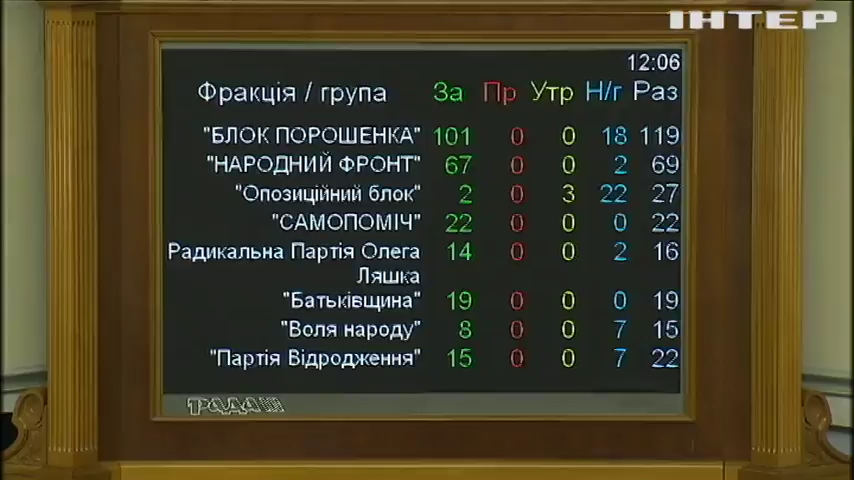 ІНТЕР
12:06
Фракція / група За Пр Утр Н/г Раз
"БЛОК ПОРОШЕНКА" 101 0 0 18 119
"НАРОДНИЙ ФРОНТ" 67 0 0 2 69
"Опозиційний блок" 2 0 3 22 27
"САМОПОМІЧ" 22 0 0 0 22
Радикальна Партія Олега 14 0 0 2 16
Ляшка
"Батьківщина" 19 0 0 0 19
"Воля народу" 8 0 0 7 15
"Партія Відродження" 15 0 0 7 22
РАДА